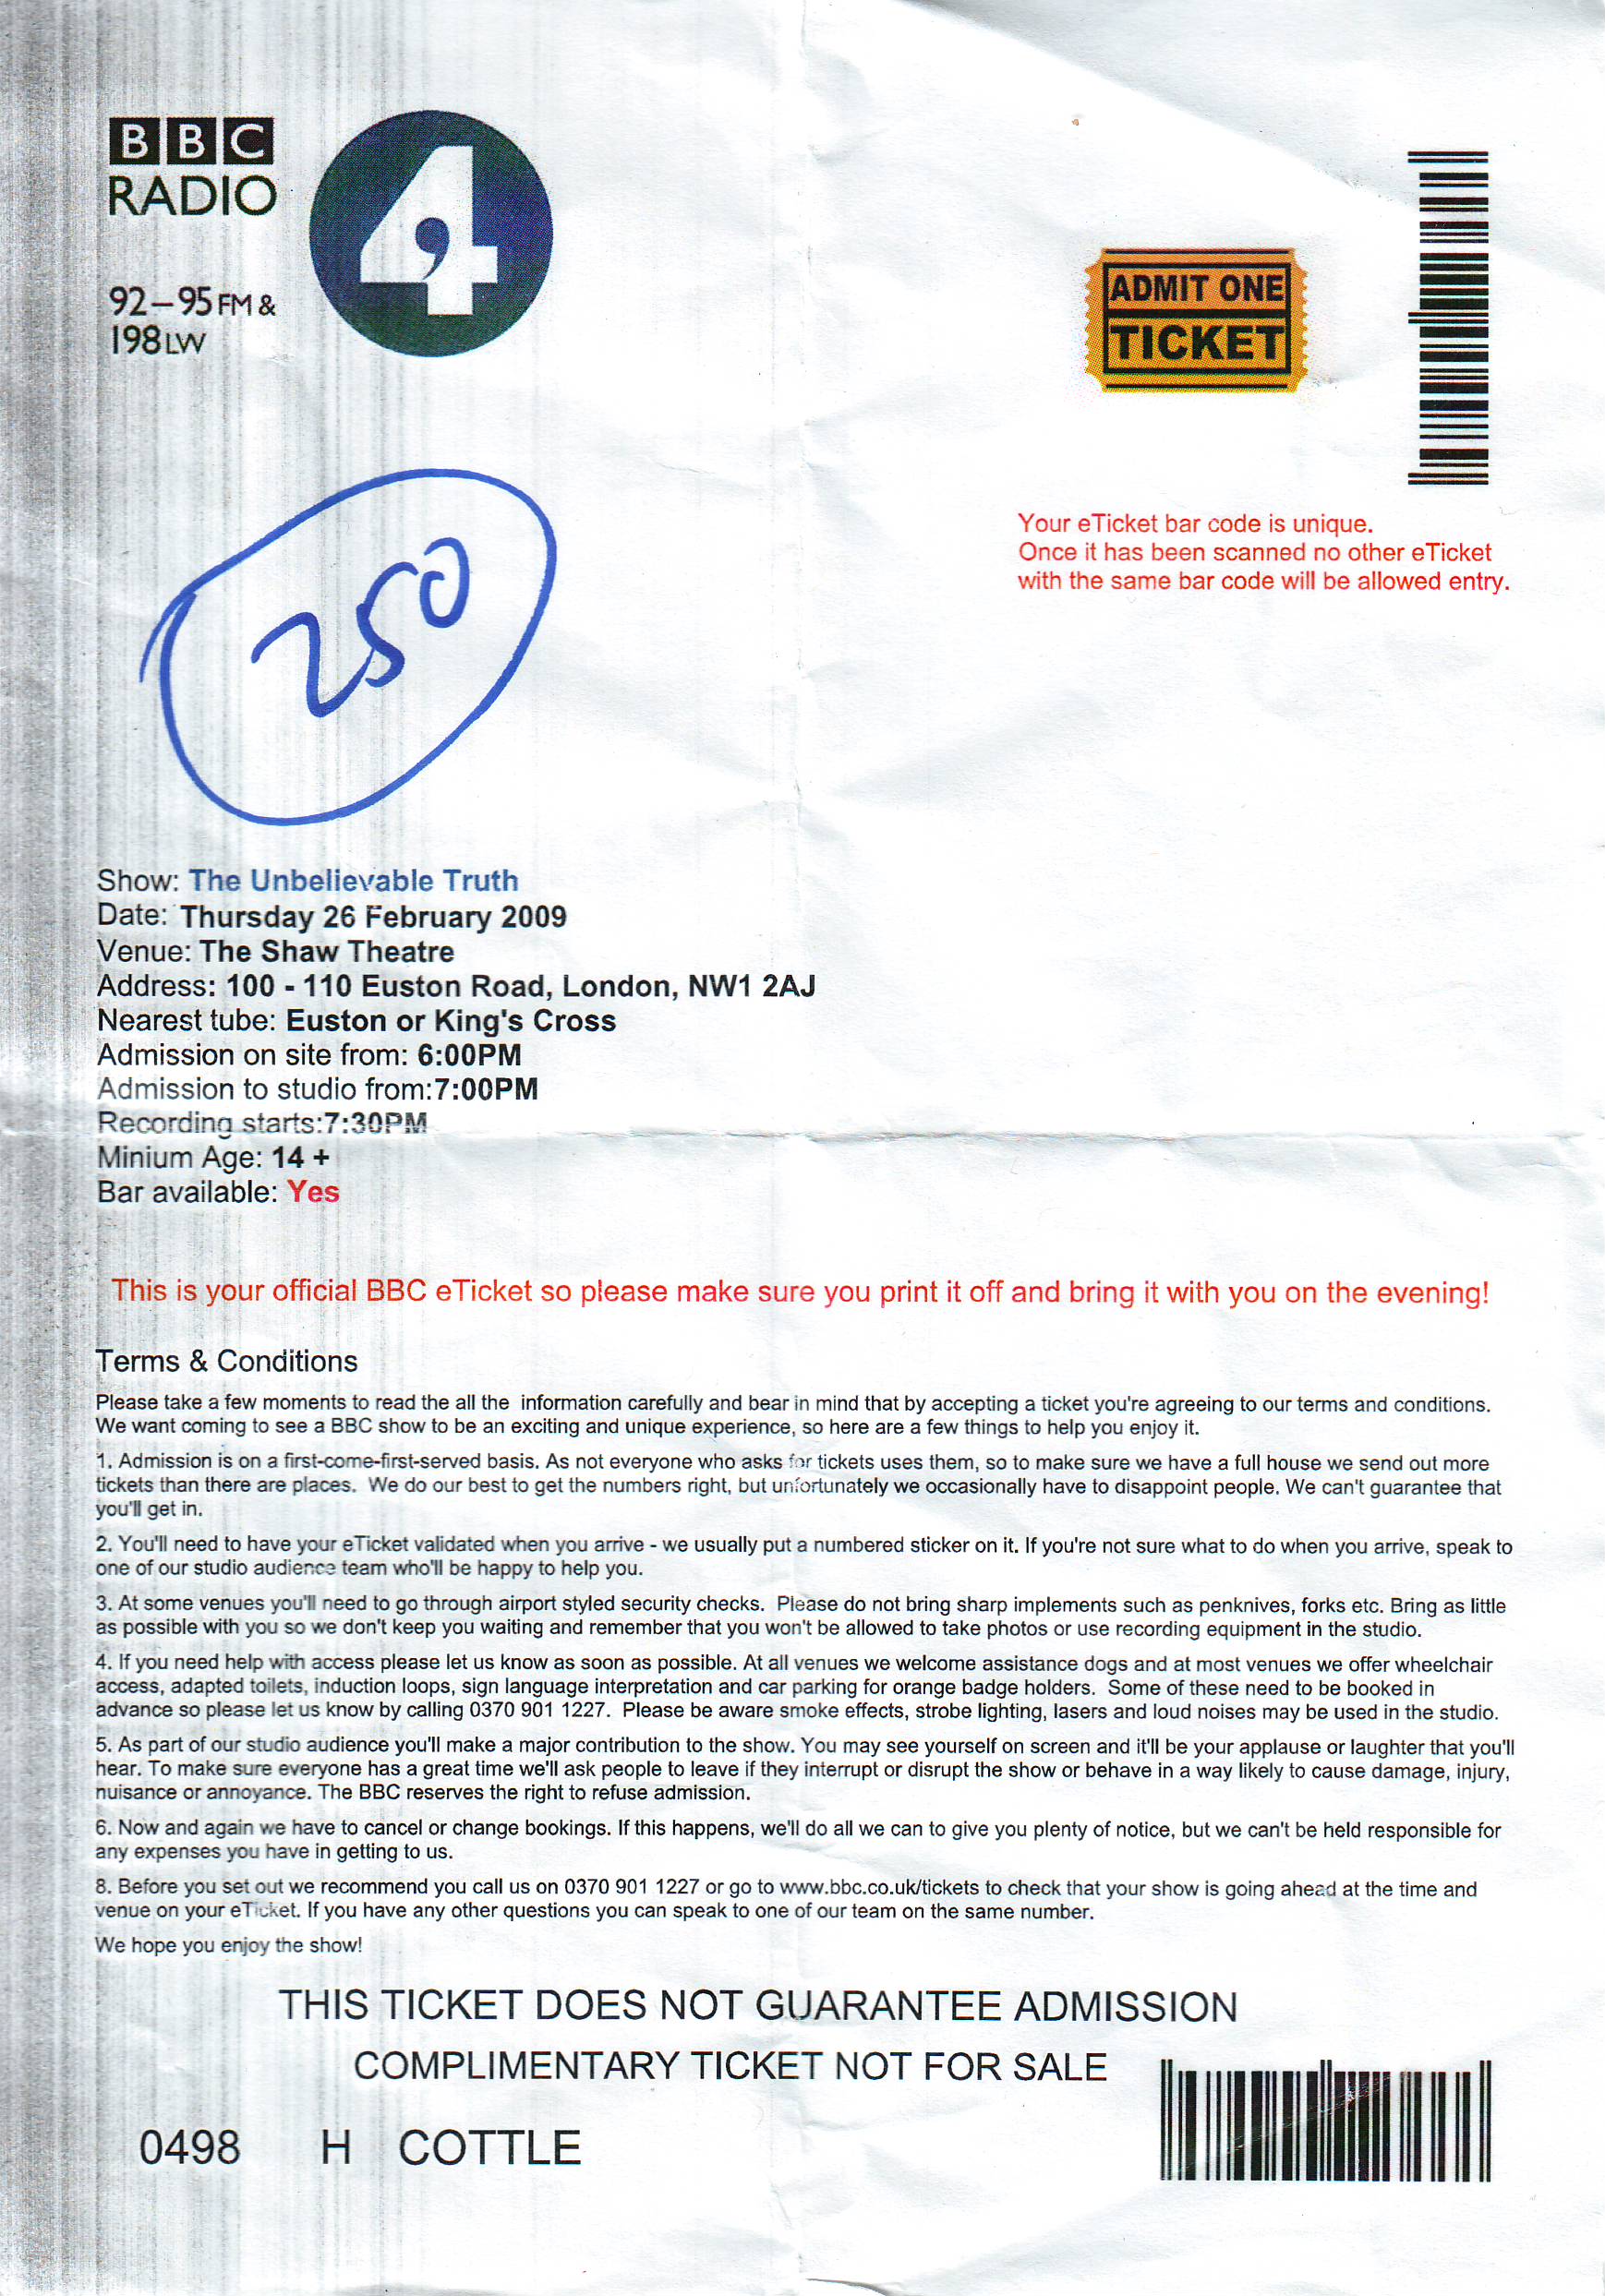 BBC
RADIO
4
92–95 FM &
198 LW
ADMIT ONE
TICKET
Your eTicket bar code is unique.
Once it has been scanned no other eTicket
with the same bar code will be allowed entry.
250
Show: The Unbelievable Truth
Date: Thursday 26 February 2009
Venue: The Shaw Theatre
Address: 100 - 110 Euston Road, London, NW1 2AJ
Nearest tube: Euston or King's Cross
Admission on site from: 6:00PM
Admission to studio from:7:00PM
Recording starts:7:30PM
Minium Age: 14 +
Bar available: Yes
This is your official BBC eTicket so please make sure you print it off and bring it with you on the evening!
Terms & Conditions
Please take a few moments to read the all the  information carefully and bear in mind that by accepting a ticket you're agreeing to our terms and conditions.
We want coming to see a BBC show to be an exciting and unique experience, so here are a few things to help you enjoy it.
1. Admission is on a first-come-first-served basis. As not everyone who asks for tickets uses them, so to make sure we have a full house we send out more
tickets than there are places.  We do our best to get the numbers right, but unfortunately we occasionally have to disappoint people. We can't guarantee that
you'll get in.
2. You'll need to have your eTicket validated when you arrive - we usually put a numbered sticker on it. If you're not sure what to do when you arrive, speak to
one of our studio audience team who'll be happy to help you.
3. At some venues you'll need to go through airport styled security checks.  Please do not bring sharp implements such as penknives, forks etc. Bring as little
as possible with you so we don't keep you waiting and remember that you won't be allowed to take photos or use recording equipment in the studio.
4. If you need help with access please let us know as soon as possible. At all venues we welcome assistance dogs and at most venues we offer wheelchair
access, adapted toilets, induction loops, sign language interpretation and car parking for orange badge holders.  Some of these need to be booked in
advance so please let us know by calling 0370 901 1227.  Please be aware smoke effects, strobe lighting, lasers and loud noises may be used in the studio.
5. As part of our studio audience you'll make a major contribution to the show. You may see yourself on screen and it'll be your applause or laughter that you'll
hear. To make sure everyone has a great time we'll ask people to leave if they interrupt or disrupt the show or behave in a way likely to cause damage, injury,
nuisance or annoyance. The BBC reserves the right to refuse admission.
6. Now and again we have to cancel or change bookings. If this happens, we'll do all we can to give you plenty of notice, but we can't be held responsible for
any expenses you have in getting to us.
8. Before you set out we recommend you call us on 0370 901 1227 or go to www.bbc.co.uk/tickets to check that your show is going ahead at the time and
venue on your eTicket. If you have any other questions you can speak to one of our team on the same number.
We hope you enjoy the show!
THIS TICKET DOES NOT GUARANTEE ADMISSION
COMPLIMENTARY TICKET NOT FOR SALE
0498 H COTTLE